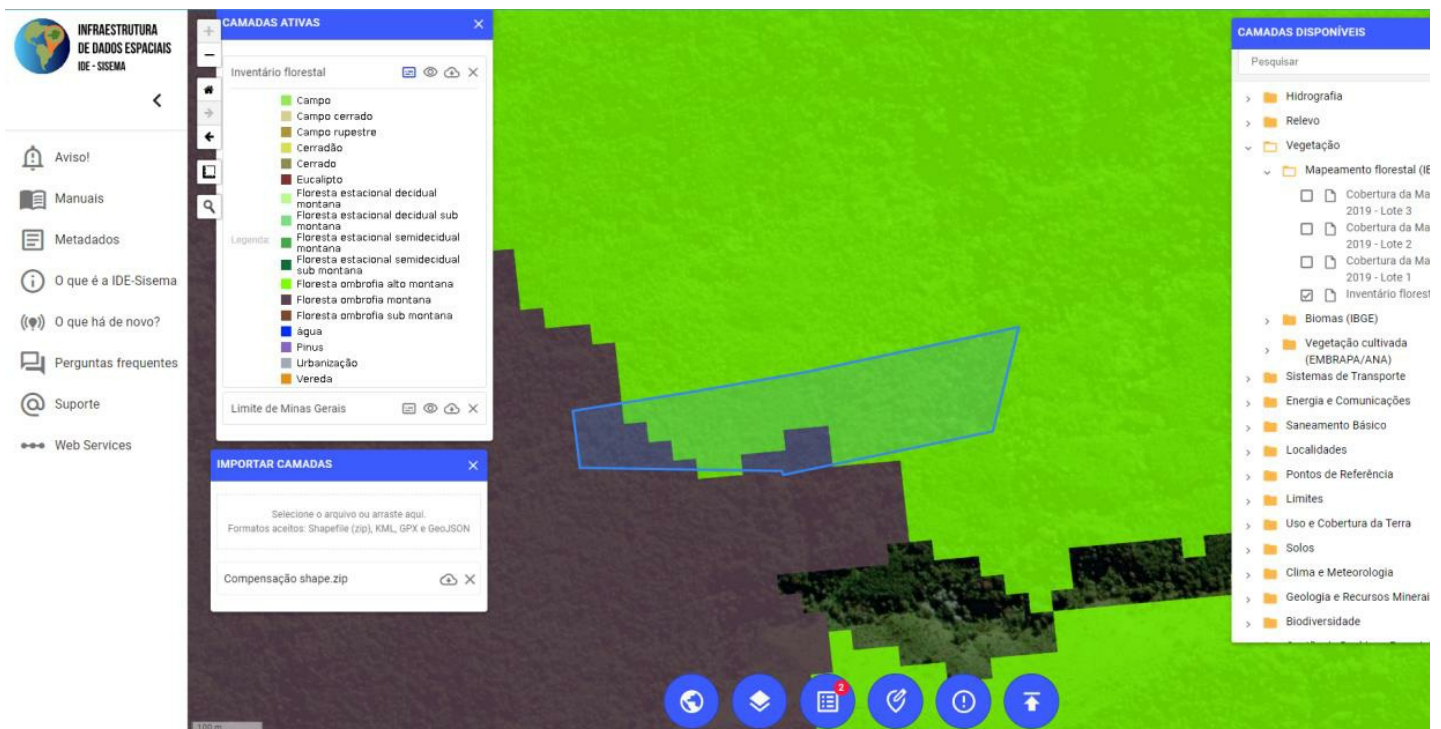 INFRAESTRUTURA
DE DADOS ESPACIAIS
IDE - SISEMA
Aviso!
Manuais
Metadados
O que é a IDE-Sisema
O que há de novo?
Perguntas frequentes
Suporte
Web Services
CAMADAS ATIVAS
Inventário florestal
Legenda:
Campo
Campo cerrado
Campo rupestre
Cerradão
Cerrado
Eucalipto
Floresta estacional decidual
montana
Floresta estacional decidual sub
montana
Floresta estacional semidecidual
montana
Floresta estacional semidecidual
sub montana
Floresta ombrofia alto montana
Floresta ombrofia montana
Floresta ombrofia sub montana
água
Pinus
Urbanização
Vereda
Limite de Minas Gerais
IMPORTAR CAMADAS
Selecione o arquivo ou arraste aqui.
Formatos aceitos: Shapefile (zip), KML, GPX e GeoJSON
Compensação shape.zip
100 m
2
CAMADAS DISPONÍVEIS
Pesquisar
Hidrografia
Relevo
Vegetação
Mapeamento florestal (IE
Cobertura da Ma
2019 - Lote 3
Cobertura da Ma
2019 - Lote 2
Cobertura da Ma
2019 - Lote 1
Inventário florest
Biomas (IBGE)
Vegetação cultivada
(EMBRAPA/ANA)
Sistemas de Transporte
Energia e Comunicações
Saneamento Básico
Localidades
Pontos de Referência
Limites
Uso e Cobertura da Terra
Solos
Clima e Meteorologia
Geologia e Recursos Minerai
Biodiversidade